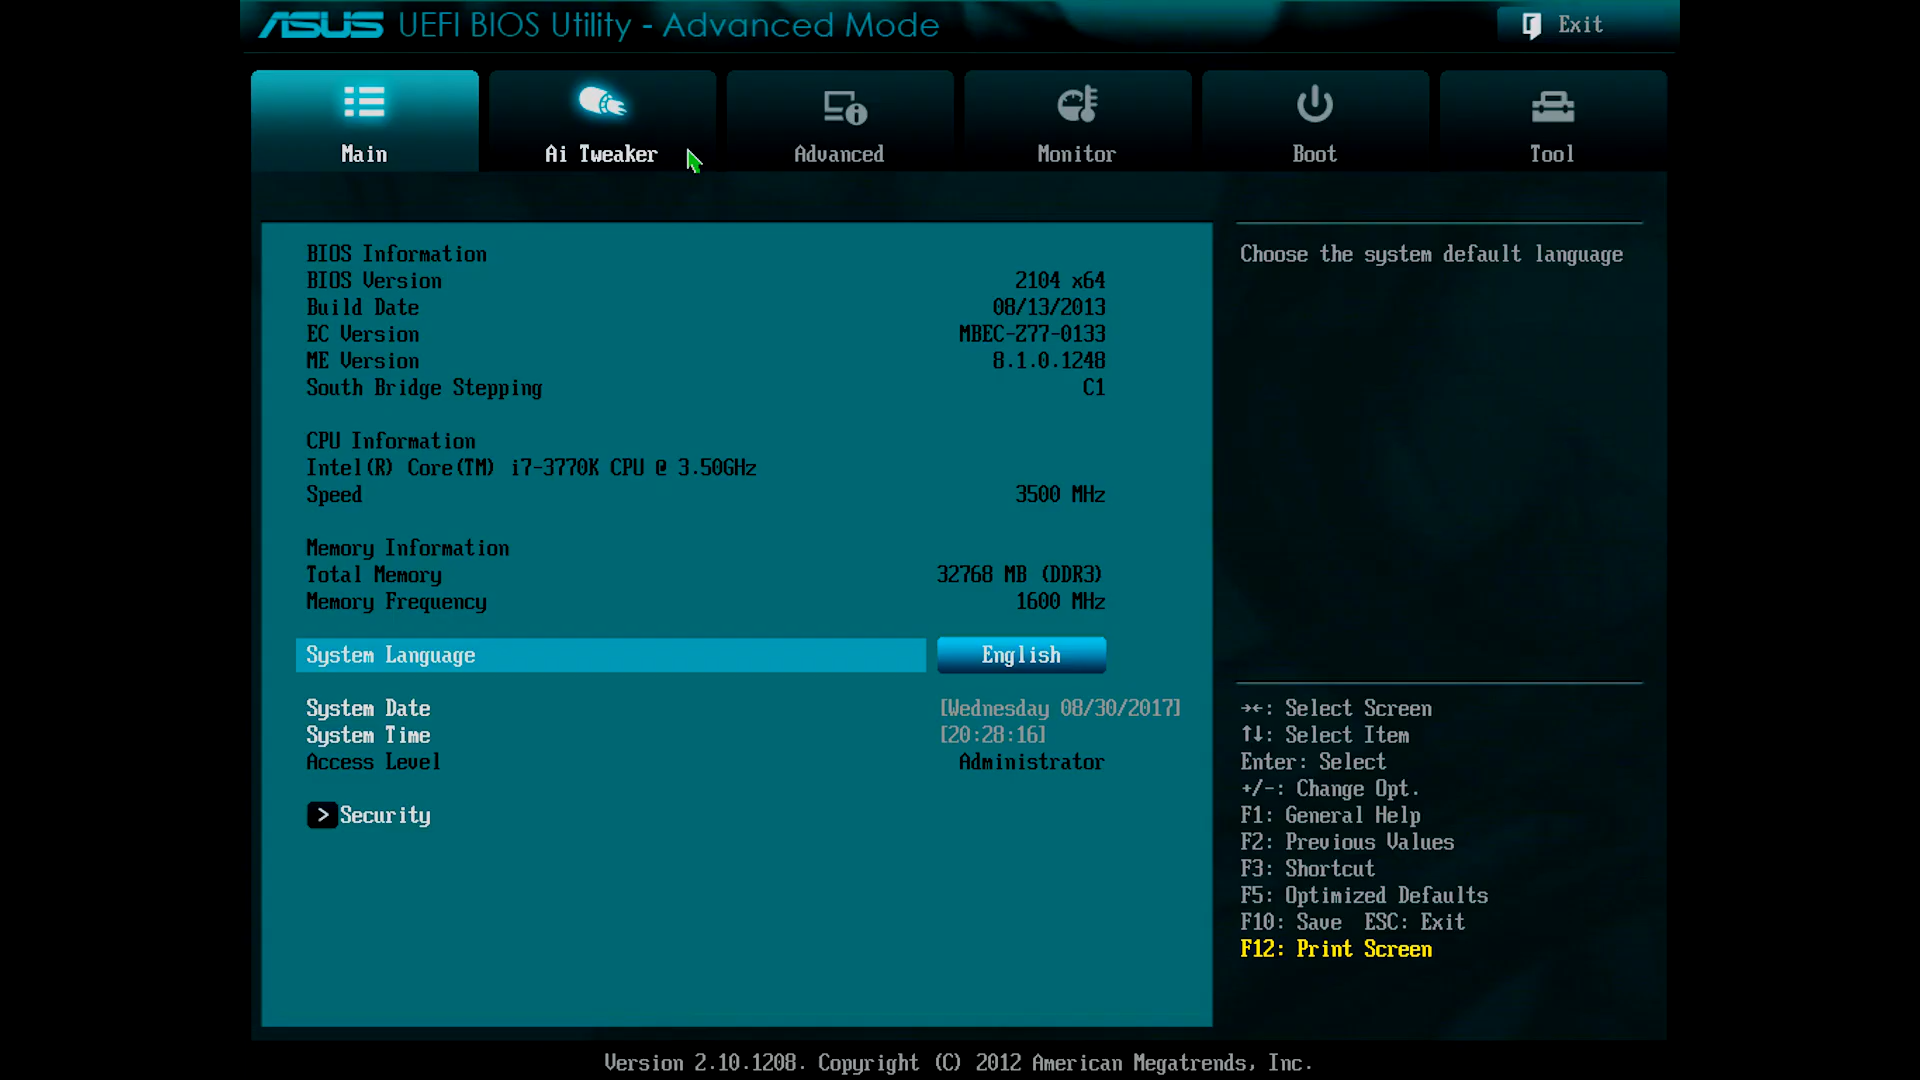 ASUS UEFI BIOS Utility - Advanced Mode
Exit
Main
Ai Tweaker
Advanced
Monitor
Boot
Tool
BIOS Information
BIOS Version 2104 x64
Build Date 08/13/2013
EC Version MBEC-Z77-0133
ME Version 8.1.0.1248
South Bridge Stepping C1
CPU Information
Intel(R) Core(TM) i7-3770K CPU @ 3.50GHz
Speed 3500 MHz
Memory Information
Total Memory 32768 MB (DDR3)
Memory Frequency 1600 MHz
System Language English
System Date [Wednesday 08/30/2017]
System Time [20:28:16]
Access Level Administrator
> Security
Choose the system default language
→←: Select Screen
↑↓: Select Item
Enter: Select
+/-: Change Opt.
F1: General Help
F2: Previous Values
F3: Shortcut
F5: Optimized Defaults
F10: Save ESC: Exit
F12: Print Screen
Version 2.10.1208. Copyright (C) 2012 American Megatrends, Inc.